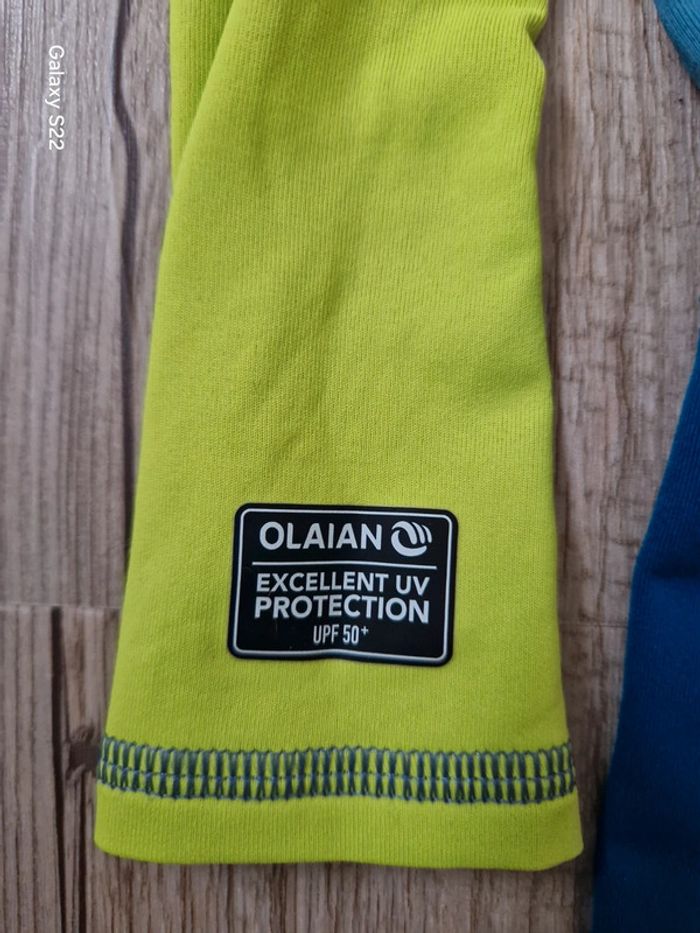 Galaxy S22
OLAIAN
EXCELLENT UV
PROTECTION
UPF 50+